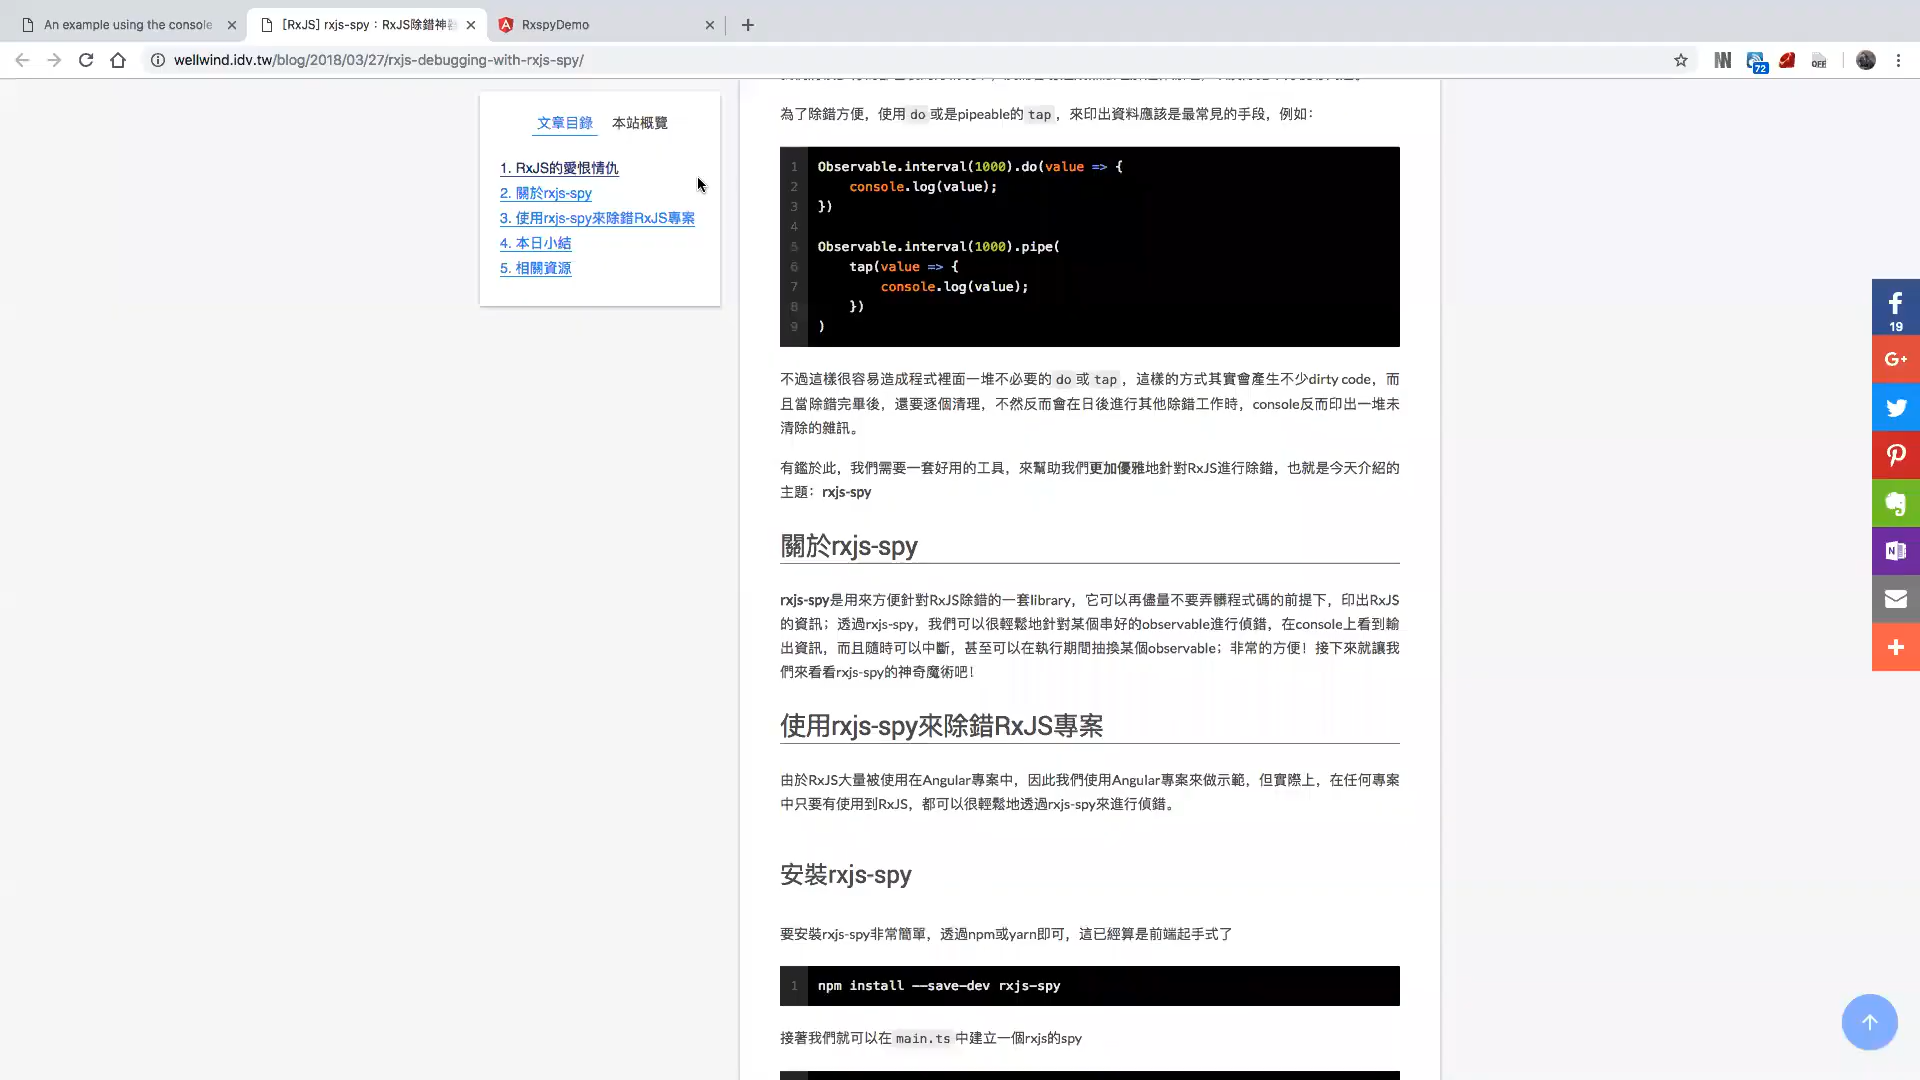 An example using the console
[RxJS] rxjs-spy：RxJS除錯神器
RxspyDemo
wellwind.idv.tw/blog/2018/03/27/rxjs-debugging-with-rxjs-spy/
72
OFF
文章目錄 本站概覽
1. RxJS的愛恨情仇
2. 關於rxjs-spy
3. 使用rxjs-spy來除錯RxJS專案
4. 本日小結
5. 相關資源
為了除錯方便，使用 do 或是pipeable的 tap ，來印出資料應該是最常見的手段，例如：
1 Observable.interval(1000).do(value => {
2 console.log(value);
3 })
4
5 Observable.interval(1000).pipe(
6 tap(value => {
7 console.log(value);
8 })
9 )
不過這樣很容易造成程式裡面一堆不必要的 do 或 tap ，這樣的方式其實會產生不少dirty code，而
且當除錯完畢後，還要逐個清理，不然反而會在日後進行其他除錯工作時，console反而印出一堆未
清除的雜訊。
有鑑於此，我們需要一套好用的工具，來幫助我們更加優雅地針對RxJS進行除錯，也就是今天介紹的
主題：rxjs-spy
關於rxjs-spy
rxjs-spy是用來方便針對RxJS除錯的一套library，它可以再儘量不要弄髒程式碼的前提下，印出RxJS
的資訊；透過rxjs-spy，我們可以很輕鬆地針對某個串好的observable進行偵錯，在console上看到輸
出資訊，而且隨時可以中斷，甚至可以在執行期間抽換某個observable；非常的方便！接下來就讓我
們來看看rxjs-spy的神奇魔術吧！
使用rxjs-spy來除錯RxJS專案
由於RxJS大量被使用在Angular專案中，因此我們使用Angular專案來做示範，但實際上，在任何專案
中只要有使用到RxJS，都可以很輕鬆地透過rxjs-spy來進行偵錯。
安裝rxjs-spy
要安裝rxjs-spy非常簡單，透過npm或yarn即可，這已經算是前端起手式了
1 npm install --save-dev rxjs-spy
接著我們就可以在 main.ts 中建立一個rxjs的spy
19
G+